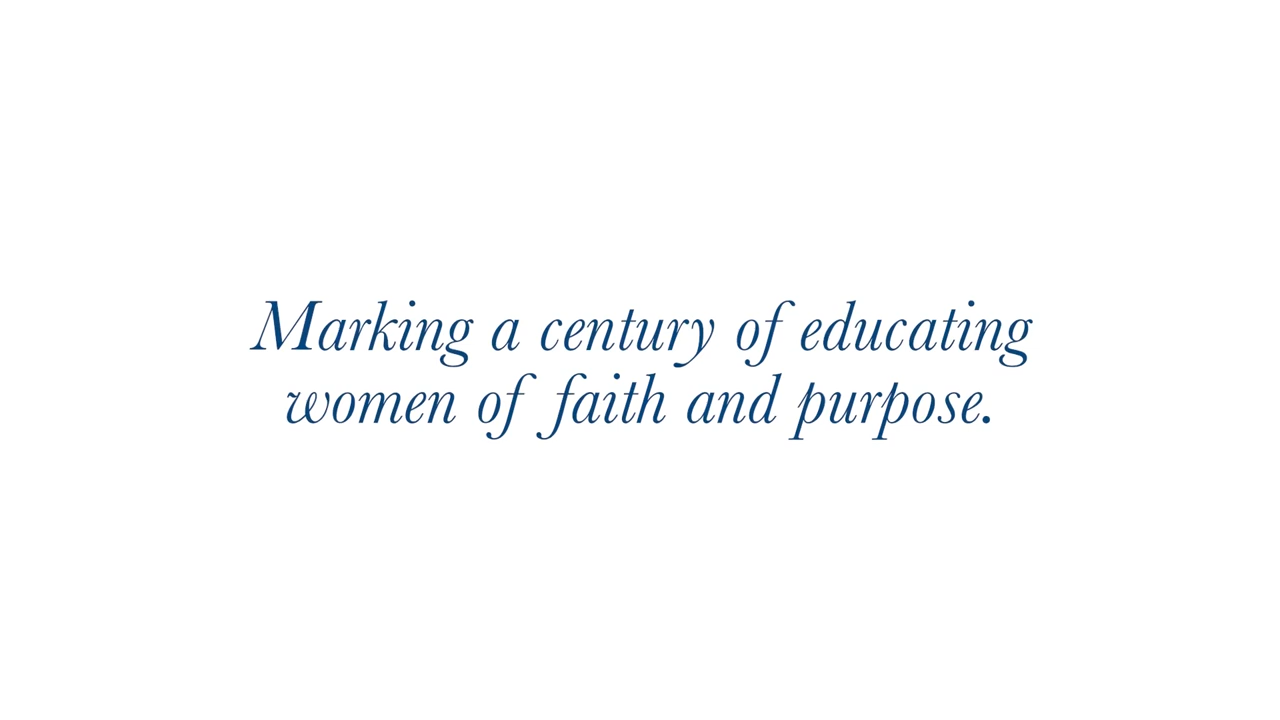 Marking a century of educating
women of faith and purpose.